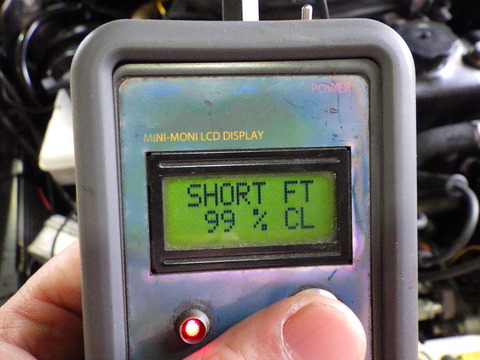 POWER
MINI-MONI LCD DISPLAY
SHORT FT
99 % CL